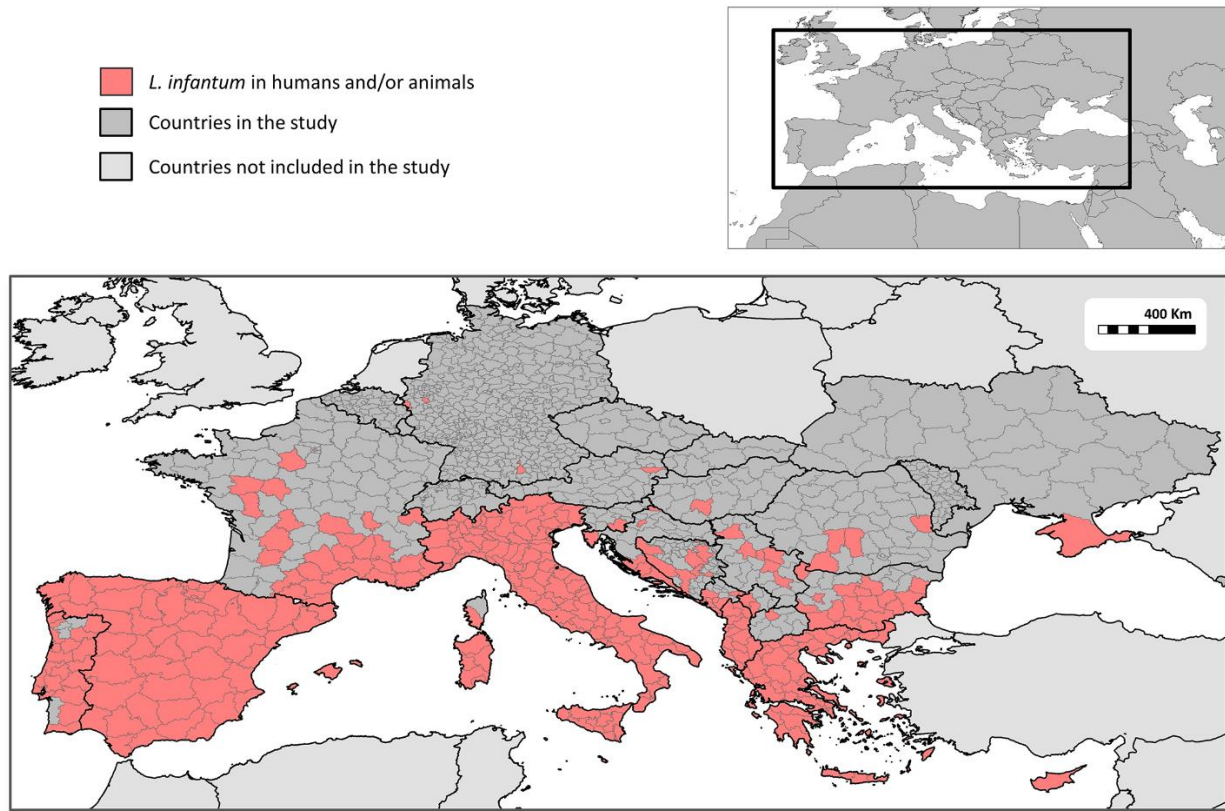 L. infantum in humans and/or animals
Countries in the study
Countries not included in the study
400 Km